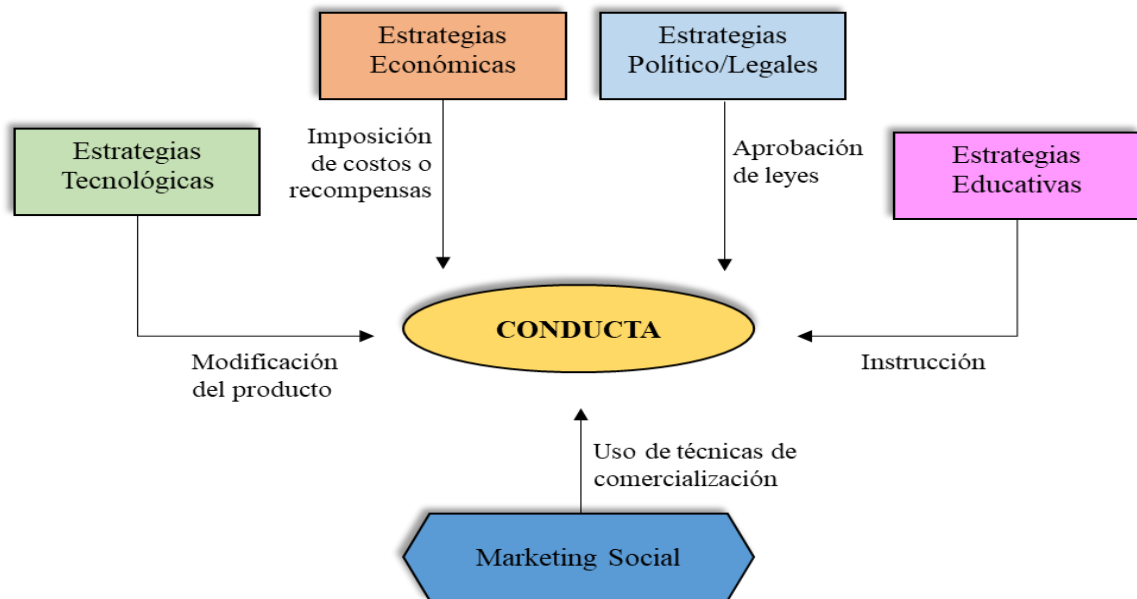 Estrategias
Económicas
Estrategias
Político/Legales
Estrategias
Tecnológicas
Imposición
de costos o
recompensas
Aprobación
de leyes
Estrategias
Educativas
CONDUCTA
Modificación
del producto
Instrucción
Uso de técnicas de
comercialización
Marketing Social